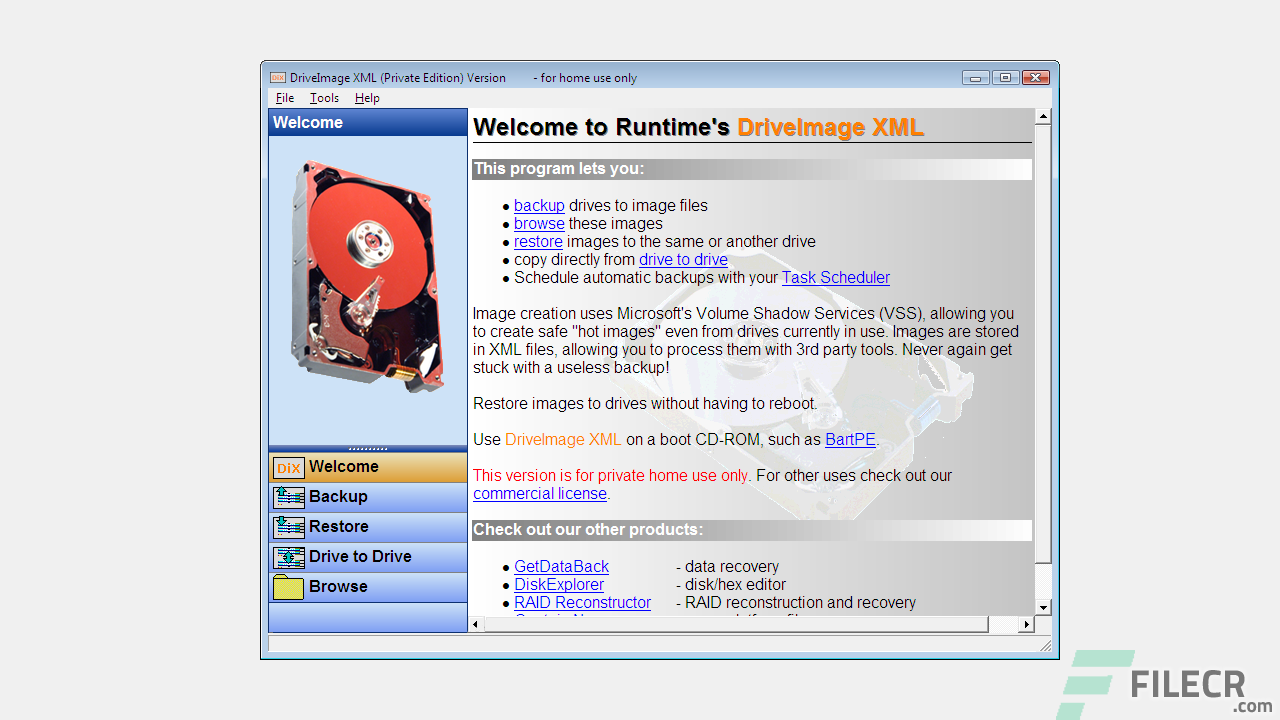 DiX DriveImage XML (Private Edition) Version - for home use only
File Tools Help
Welcome
Welcome to Runtime's DriveImage XML
This program lets you:
• backup drives to image files
• browse these images
• restore images to the same or another drive
• copy directly from drive to drive
• Schedule automatic backups with your Task Scheduler
Image creation uses Microsoft's Volume Shadow Services (VSS), allowing you
to create safe "hot images" even from drives currently in use. Images are stored
in XML files, allowing you to process them with 3rd party tools. Never again get
stuck with a useless backup!
Restore images to drives without having to reboot.
Use DriveImage XML on a boot CD-ROM, such as BartPE.
This version is for private home use only. For other uses check out our
commercial license.
Check out our other products:
• GetDataBack - data recovery
• DiskExplorer - disk/hex editor
• RAID Reconstructor - RAID reconstruction and recovery
DiX Welcome
Backup
Restore
Drive to Drive
Browse
FILECR
.com